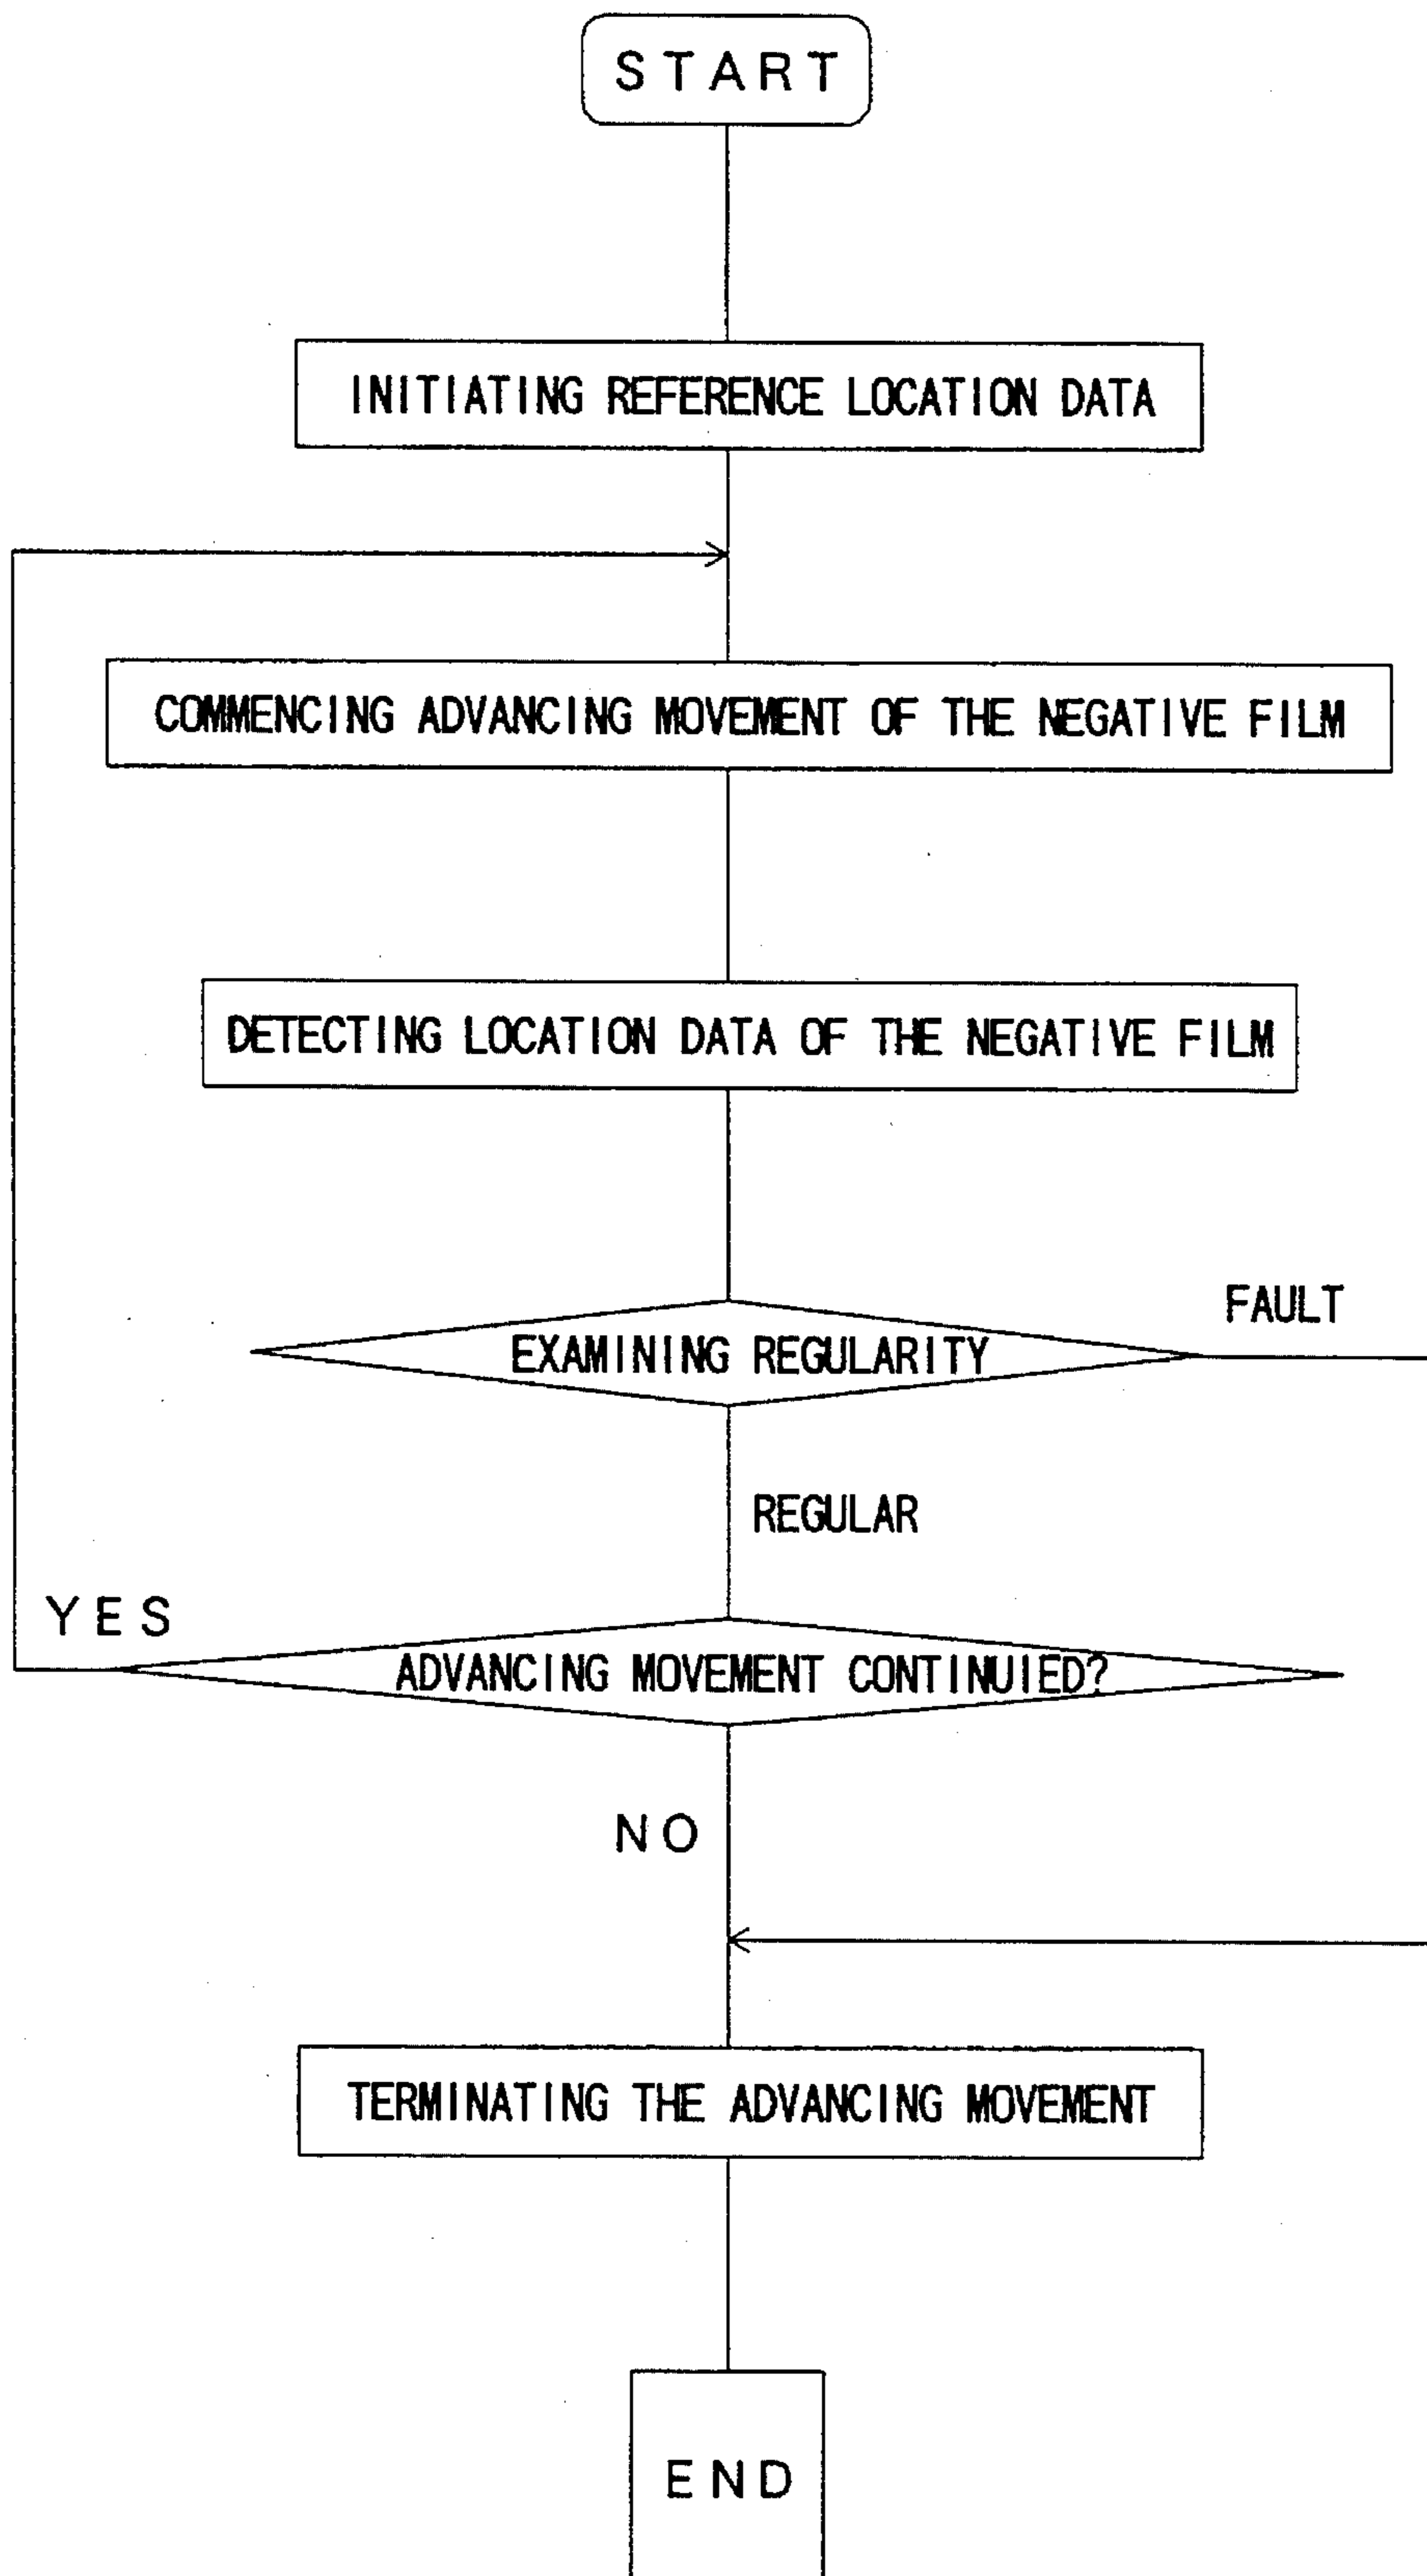 START
INITIATING REFERENCE LOCATION DATA
COMMENCING ADVANCING MOVEMENT OF THE NEGATIVE FILM
DETECTING LOCATION DATA OF THE NEGATIVE FILM
FAULT
EXAMINING REGULARITY
REGULAR
YES
ADVANCING MOVEMENT CONTINUIED?
NO
TERMINATING THE ADVANCING MOVEMENT
END